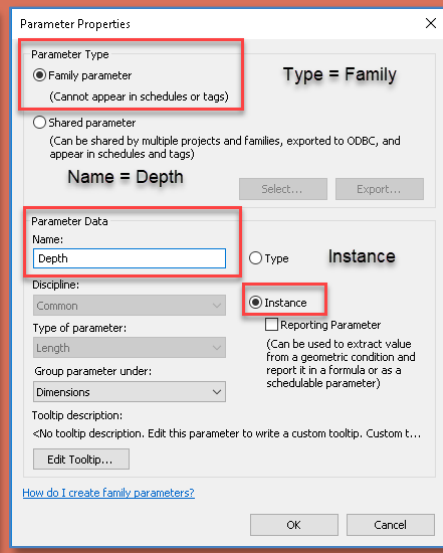 Parameter Properties
Parameter Type
Family parameter
Type = Family
(Cannot appear in schedules or tags)
Shared parameter
(Can be shared by multiple projects and families, exported to ODBC, and
appear in schedules and tags)
Name = Depth
Select...
Export...
Parameter Data
Name:
Depth
Type
Instance
Discipline:
Common
Instance
Type of parameter:
Length
Reporting Parameter
(Can be used to extract value
from a geometric condition and
report it in a formula or as a
schedulable parameter)
Group parameter under:
Dimensions
Tooltip description:
<No tooltip description. Edit this parameter to write a custom tooltip. Custom t...
Edit Tooltip...
How do I create family parameters?
OK
Cancel